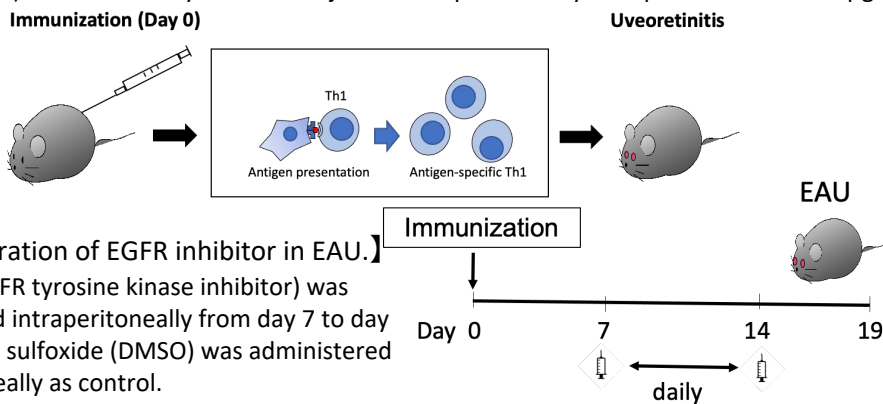 Immunization (Day 0)
Uveoretinitis
Th1
Antigen presentation
Antigen-specific Th1
EAU
Immunization
ration of EGFR inhibitor in EAU.】
FR tyrosine kinase inhibitor) was
d intraperitoneally from day 7 to day
sulfoxide (DMSO) was administered
eally as control.
Day 0 7 14 19
daily